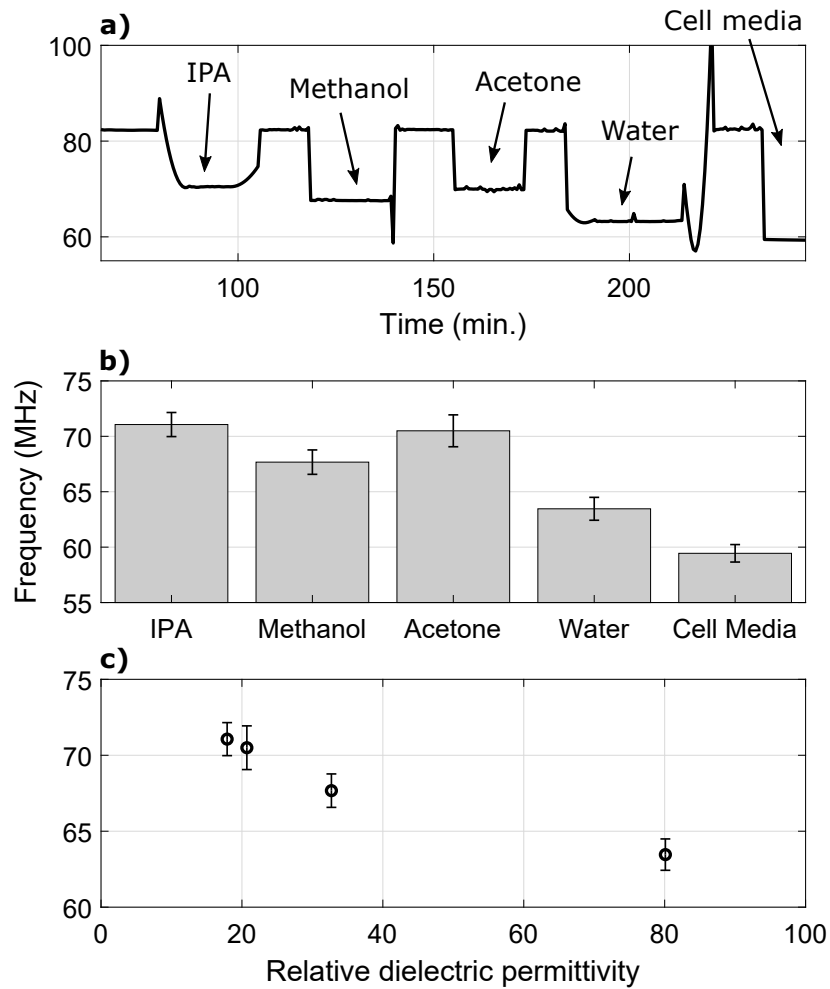 a)
Cell media
IPA
Methanol
Acetone
Water
100
80
60
100
150
200
Time (min.)
b)
Frequency (MHz)
75
70
65
60
55
IPA
Methanol
Acetone
Water
Cell Media
c)
75
70
65
60
0
20
40
60
80
100
Relative dielectric permittivity